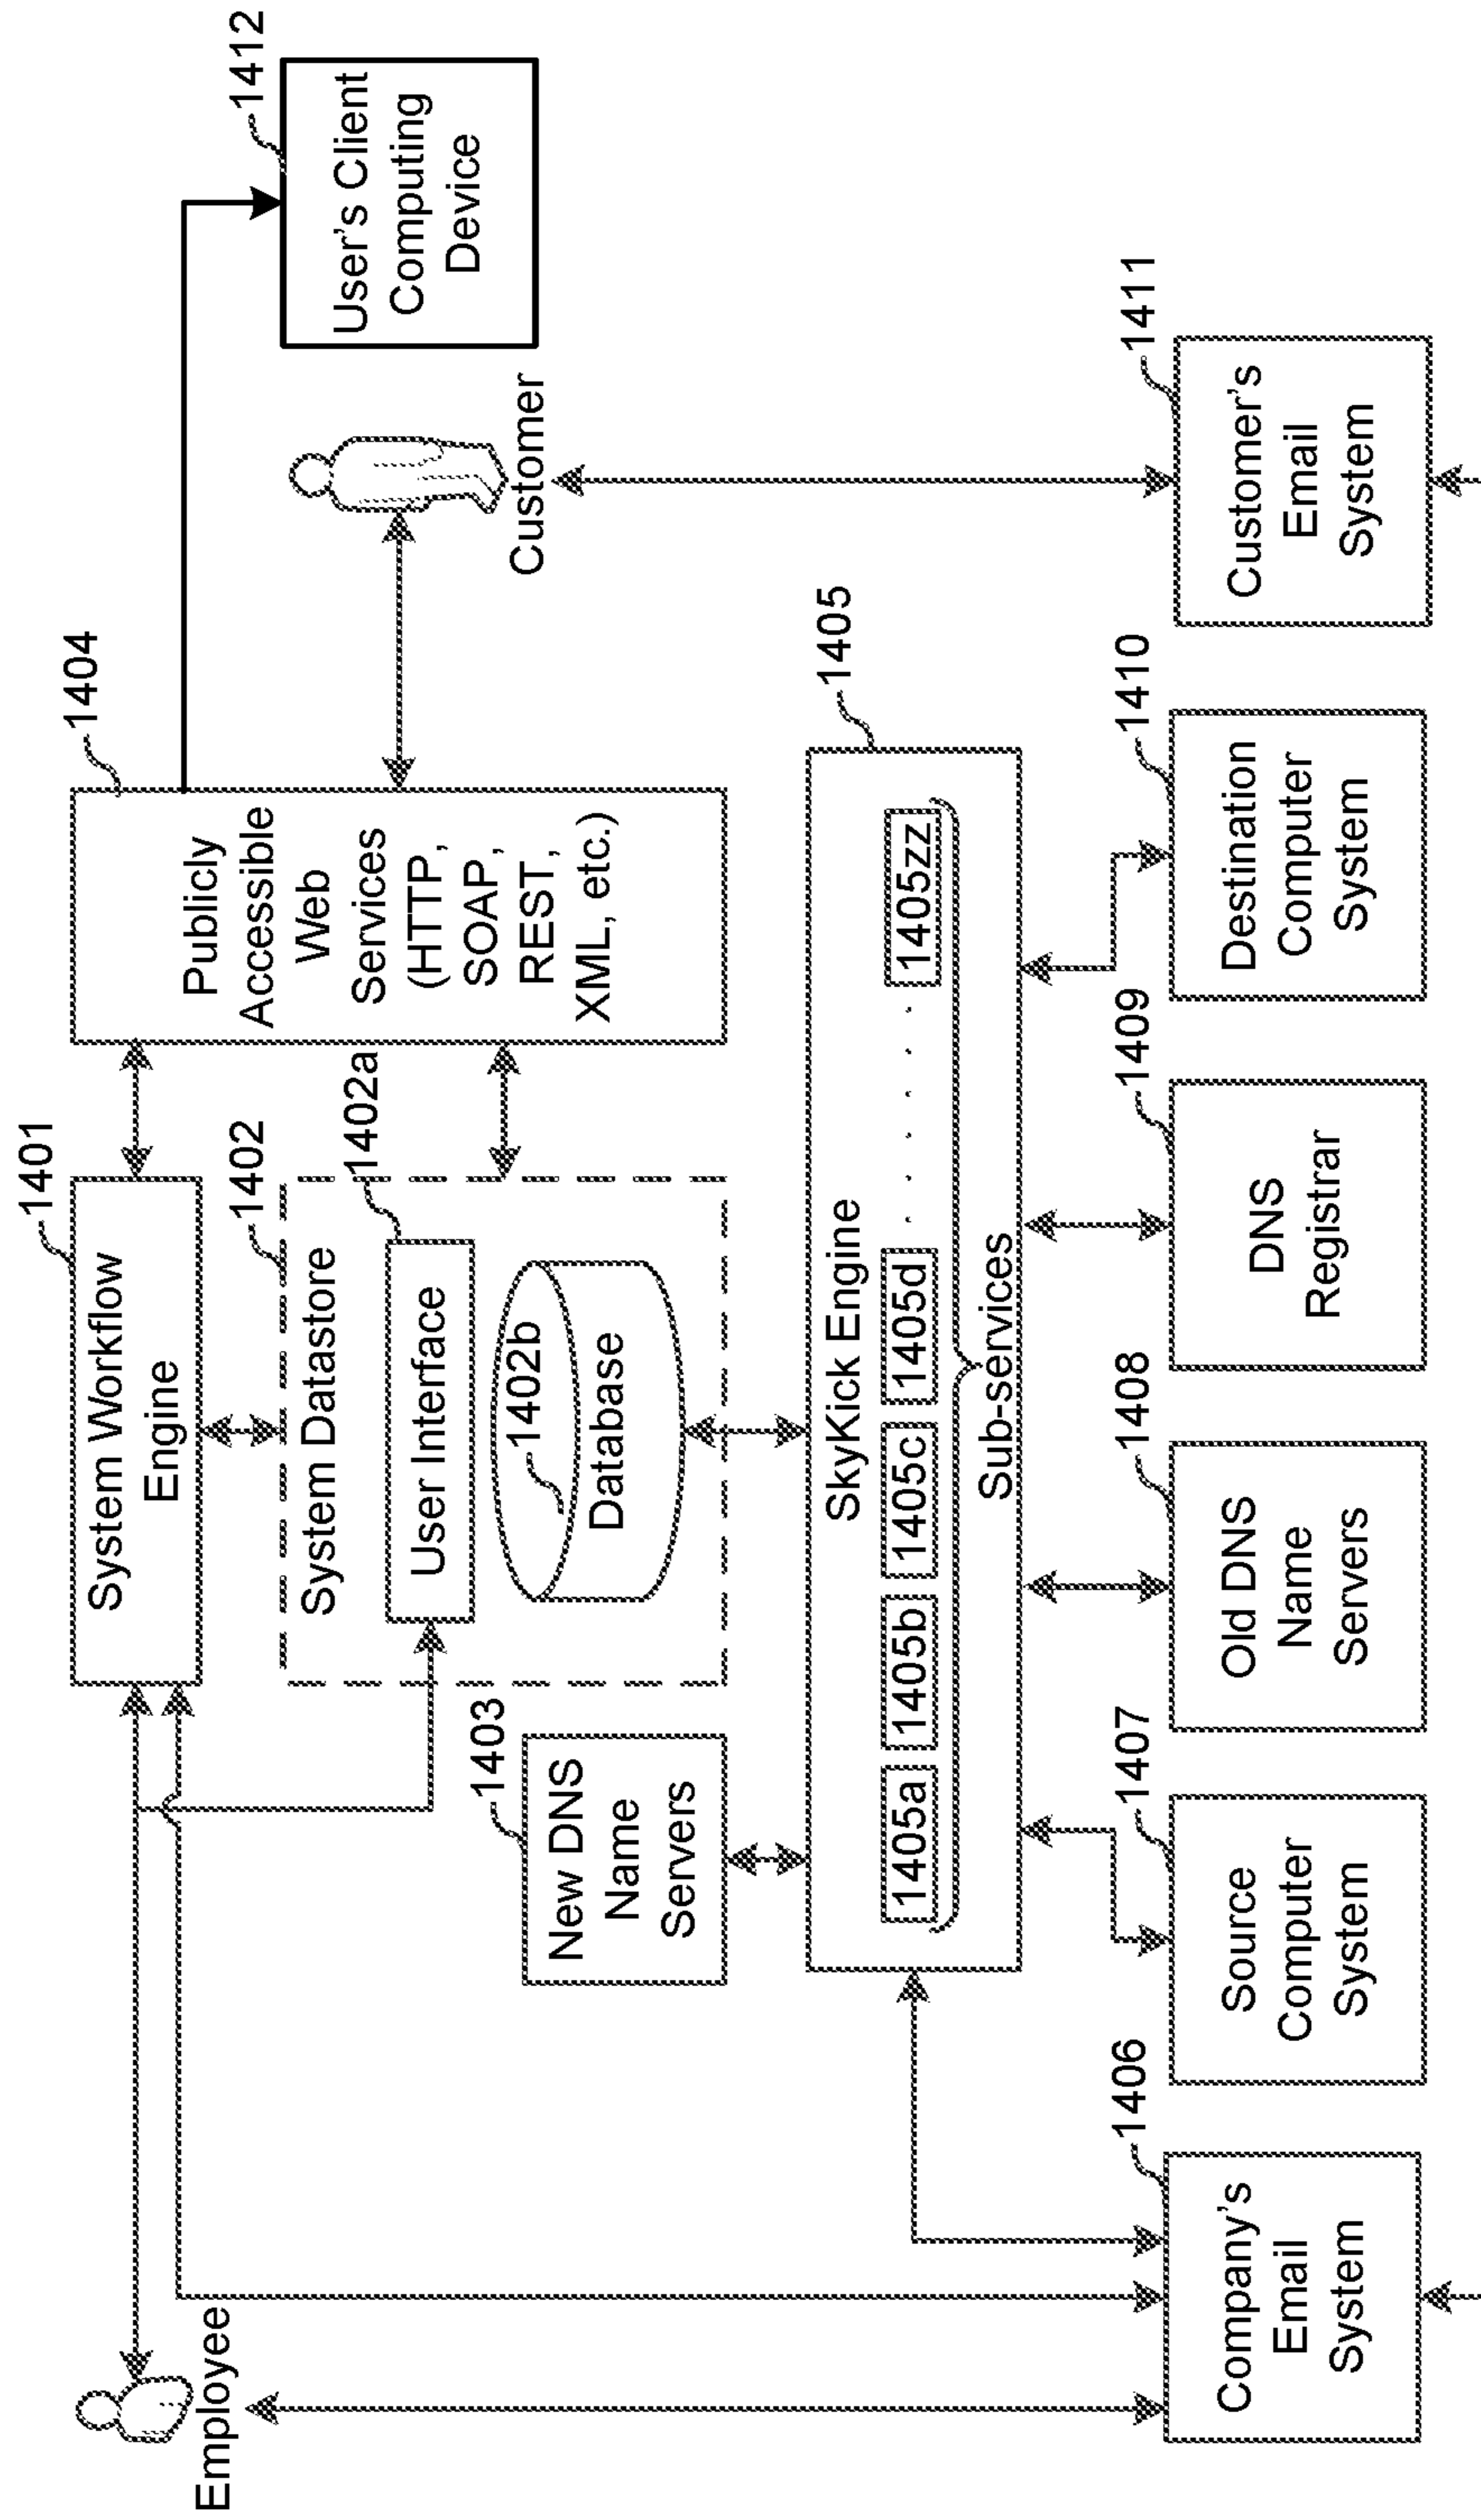 Employee
System Workflow
Engine
1401
System Datastore
1402
User Interface
1402a
1402b
Database
New DNS
Name
Servers
1403
Publicly
Accessible
Web
Services
(HTTP,
SOAP,
REST,
XML, etc.)
1404
User's Client
Computing
Device
1412
Customer
SkyKick Engine
1405
1405a
1405b
1405c
1405d
. . . . .
1405zz
Sub-services
Company's
Email
System
1406
Source
Computer
System
1407
Old DNS
Name
Servers
1408
DNS
Registrar
1409
Destination
Computer
System
1410
Customer's
Email
System
1411